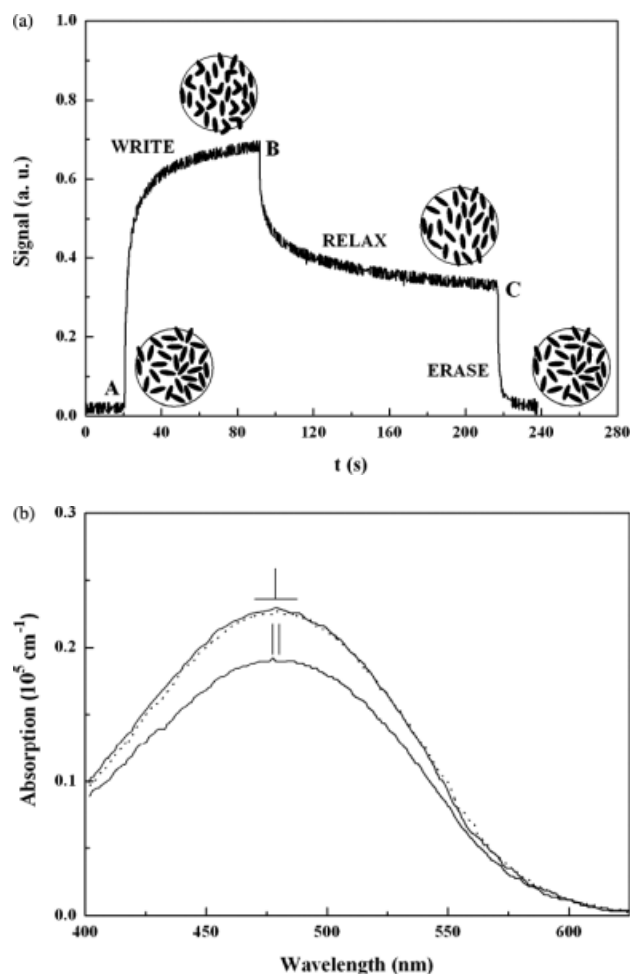 (a)
1.0
0.8
0.6
0.4
0.2
0.0
Signal (a. u.)
WRITE
B
RELAX
C
A
ERASE
0 40 80 120 160 200 240 280
t (s)
(b)
0.3
0.2
0.1
0.0
Absorption (10⁵ cm⁻¹)
400 450 500 550 600
Wavelength (nm)